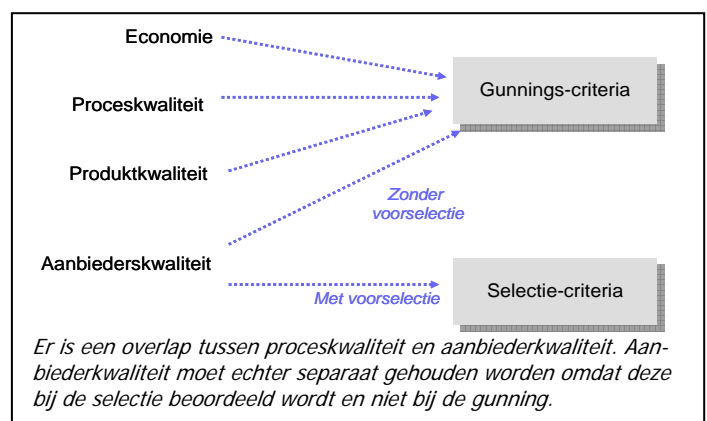 Economie
Gunnings-criteria
Proceskwaliteit
Produktkwaliteit
Zonder
voorselectie
Aanbiederskwaliteit
Selectie-criteria
Met voorselectie
Er is een overlap tussen proceskwaliteit en aanbiederkwaliteit. Aan-
biederkwaliteit moet echter separaat gehouden worden omdat deze
bij de selectie beoordeeld wordt en niet bij de gunning.